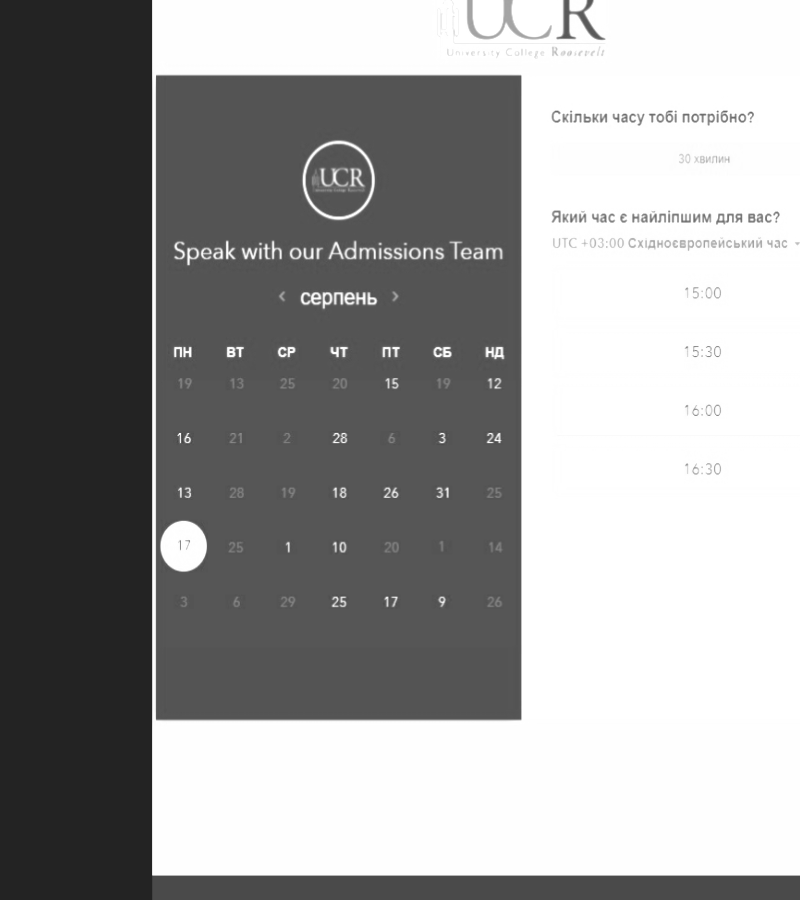 UCR
University College Roosevelt
UCR
Speak with our Admissions Team
серпень
ПН ВТ СР ЧТ ПТ СБ НД
19 13 25 20 15 19 12
16 21 2 28 6 3 24
13 28 19 18 26 31 25
17 25 1 10 20 1 14
3 6 29 25 17 9 26
Скільки часу тобі потрібно?
30 хвилин
Який час є найліпшим для вас?
UTC +03:00 Східноєвропейський час
15:00
15:30
16:00
16:30